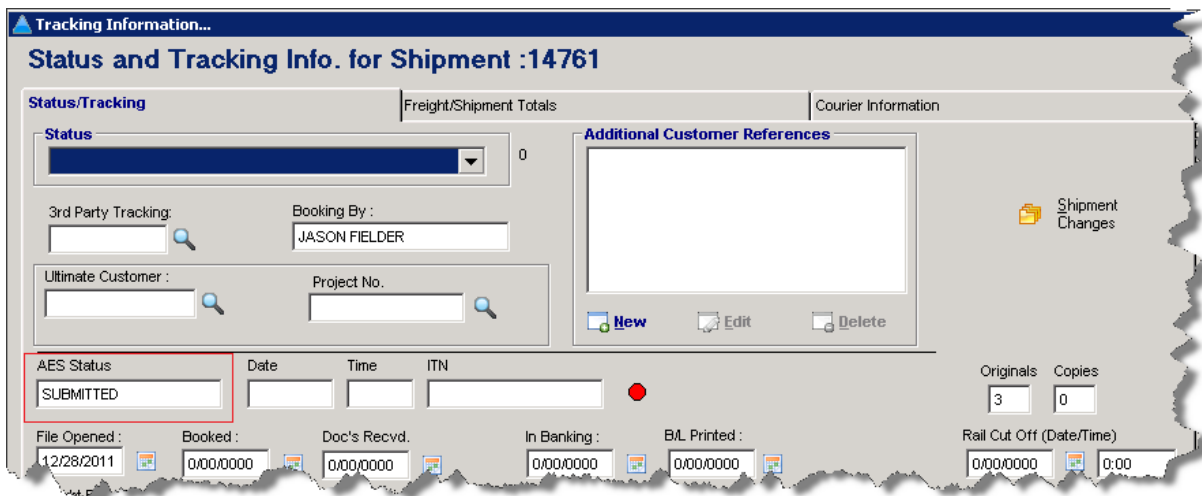 Tracking Information...
Status and Tracking Info. for Shipment :14761
Status/Tracking Freight/Shipment Totals Courier Information
Status Additional Customer References
0
3rd Party Tracking: Booking By :
JASON FIELDER
Shipment
Changes
Ultimate Customer : Project No.
New Edit Delete
AES Status Date Time ITN Originals Copies
SUBMITTED 3 0
File Opened : Booked : Doc's Recvd. In Banking : B/L Printed : Rail Cut Off (Date/Time)
12/28/2011 0/00/0000 0/00/0000 0/00/0000 0/00/0000 0/00/0000 0:00